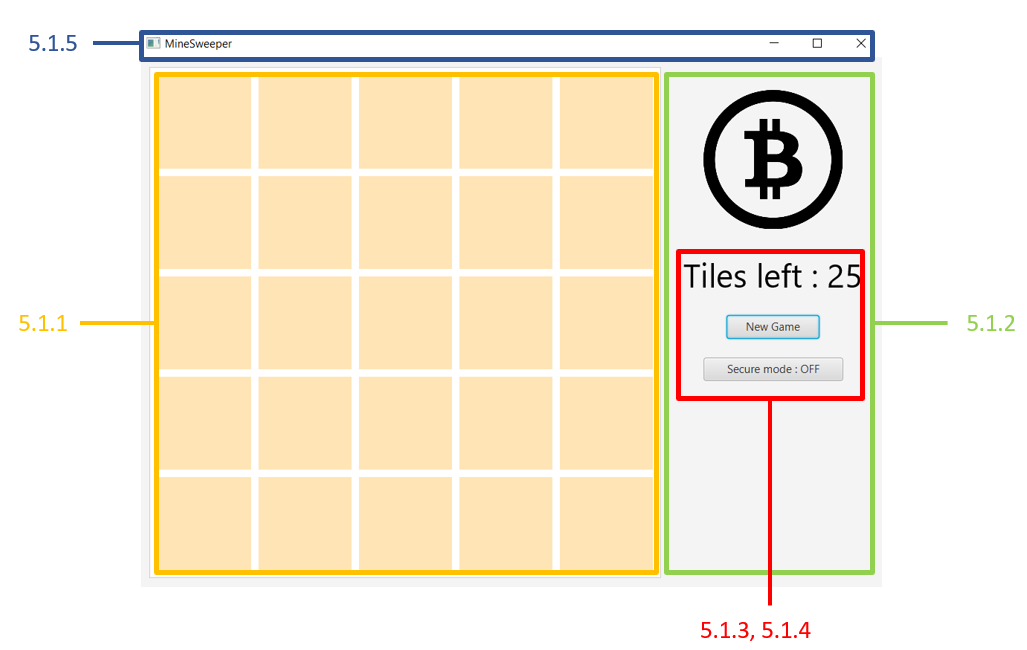 5.1.5
MineSweeper
Tiles left : 25
5.1.1
New Game
5.1.2
Secure mode : OFF
5.1.3, 5.1.4